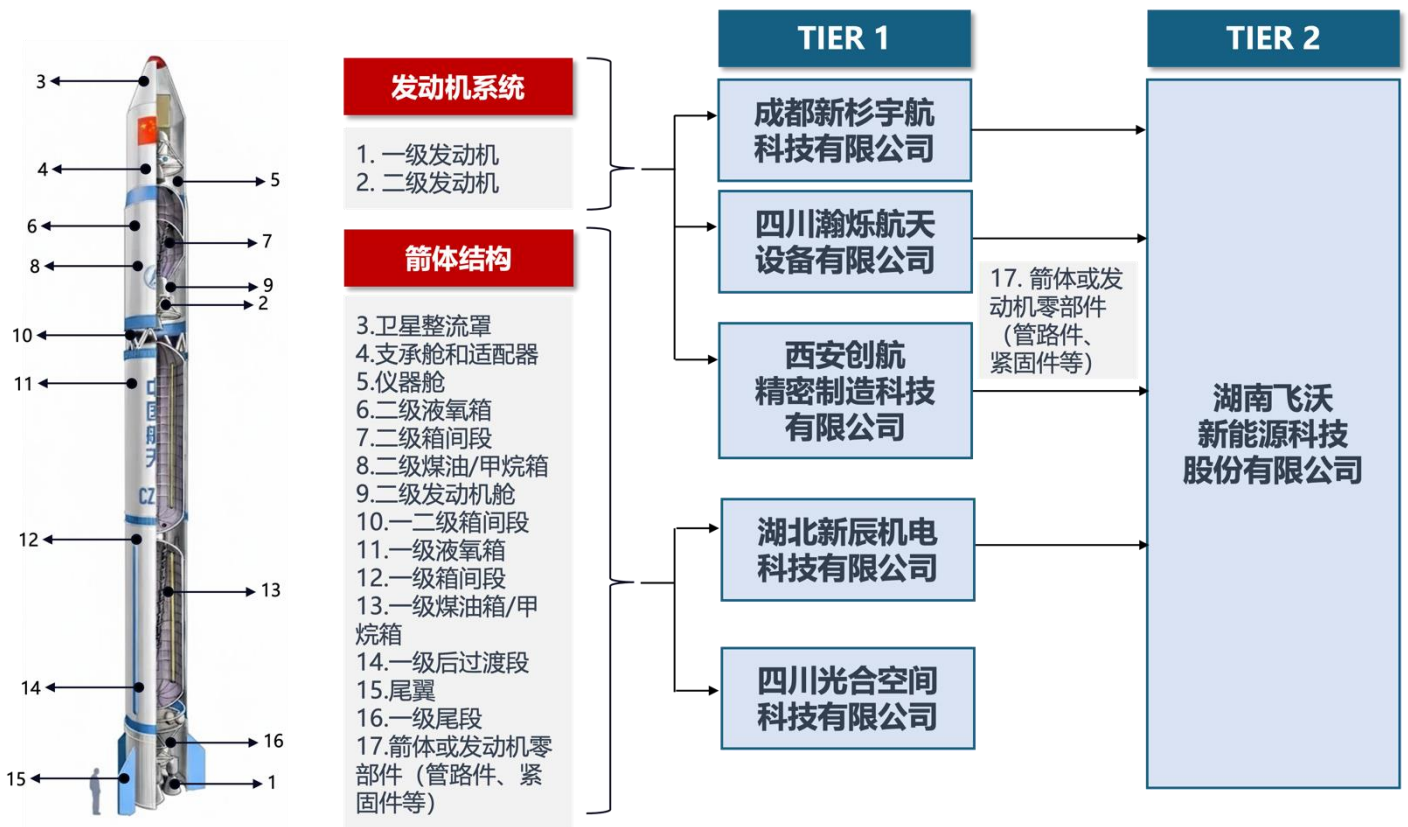 3
4
5
6
7
8
9
2
10
11
中
国
航
天
CZ
12
13
14
16
15
1
发动机系统
1. 一级发动机
2. 二级发动机
箭体结构
3.卫星整流罩
4.支承舱和适配器
5.仪器舱
6.二级液氧箱
7.二级箱间段
8.二级煤油/甲烷箱
9.二级发动机舱
10.一二级箱间段
11.一级液氧箱
12.一级箱间段
13.一级煤油箱/甲
烷箱
14.一级后过渡段
15.尾翼
16.一级尾段
17.箭体或发动机零
部件（管路件、紧
固件等）
TIER 1
成都新杉宇航
科技有限公司
四川瀚烁航天
设备有限公司
西安创航
精密制造科技
有限公司
湖北新辰机电
科技有限公司
四川光合空间
科技有限公司
17. 箭体或发
动机零部件
（管路件、
紧固件等）
TIER 2
湖南飞沃
新能源科技
股份有限公司